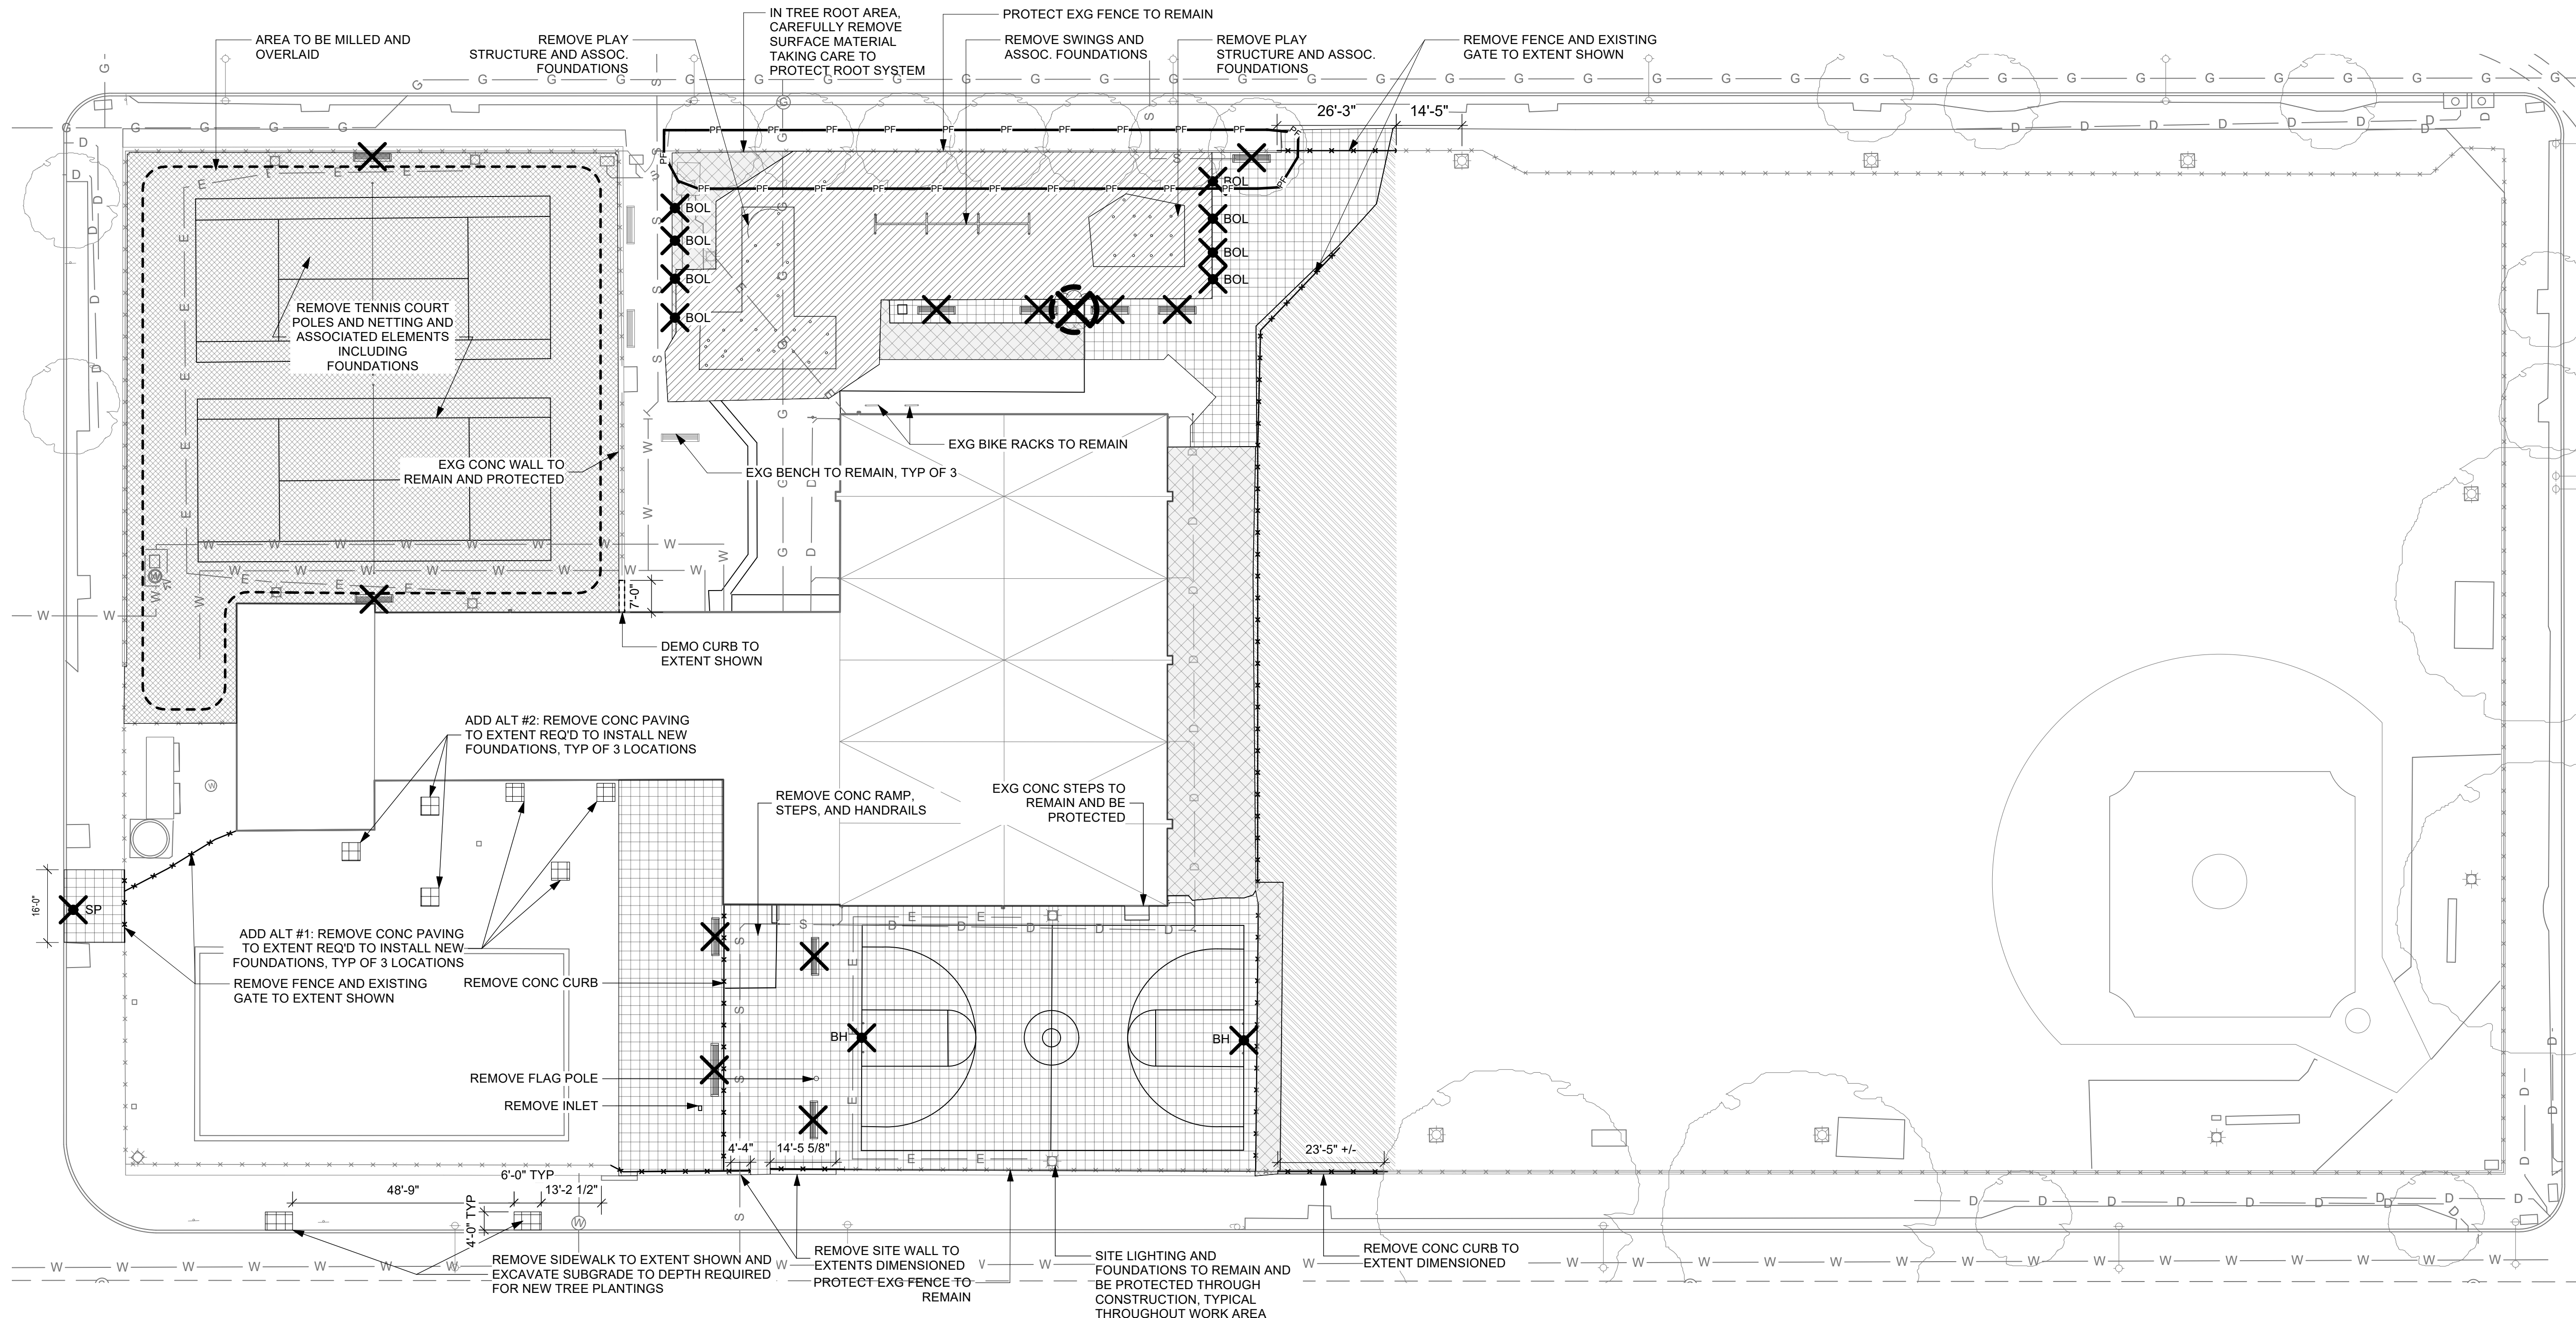 IN TREE ROOT AREA,
CAREFULLY REMOVE
SURFACE MATERIAL
TAKING CARE TO
PROTECT ROOT SYSTEM
PROTECT EXG FENCE TO REMAIN
AREA TO BE MILLED AND
OVERLAID
REMOVE PLAY
STRUCTURE AND ASSOC.
FOUNDATIONS
REMOVE SWINGS AND
ASSOC. FOUNDATIONS
REMOVE PLAY
STRUCTURE AND ASSOC.
FOUNDATIONS
REMOVE FENCE AND EXISTING
GATE TO EXTENT SHOWN
26'-3"
14'-5"
BOL
BOL
BOL
BOL
BOL
BOL
BOL
BOL
REMOVE TENNIS COURT
POLES AND NETTING AND
ASSOCIATED ELEMENTS
INCLUDING
FOUNDATIONS
EXG BIKE RACKS TO REMAIN
EXG CONC WALL TO
REMAIN AND PROTECTED
EXG BENCH TO REMAIN, TYP OF 3
7'-0"
DEMO CURB TO
EXTENT SHOWN
ADD ALT #2: REMOVE CONC PAVING
TO EXTENT REQ'D TO INSTALL NEW
FOUNDATIONS, TYP OF 3 LOCATIONS
REMOVE CONC RAMP,
STEPS, AND HANDRAILS
EXG CONC STEPS TO
REMAIN AND BE
PROTECTED
16'-0"
SP
ADD ALT #1: REMOVE CONC PAVING
TO EXTENT REQ'D TO INSTALL NEW
FOUNDATIONS, TYP OF 3 LOCATIONS
REMOVE FENCE AND EXISTING
GATE TO EXTENT SHOWN
REMOVE CONC CURB
BH
BH
REMOVE FLAG POLE
REMOVE INLET
4'-4"
14'-5 5/8"
23'-5" +/-
6'-0" TYP
48'-9"
13'-2 1/2"
4'-0" TYP
REMOVE SIDEWALK TO EXTENT SHOWN AND
EXCAVATE SUBGRADE TO DEPTH REQUIRED
FOR NEW TREE PLANTINGS
REMOVE SITE WALL TO
EXTENTS DIMENSIONED
PROTECT EXG FENCE TO
REMAIN
SITE LIGHTING AND
FOUNDATIONS TO REMAIN AND
BE PROTECTED THROUGH
CONSTRUCTION, TYPICAL
THROUGHOUT WORK AREA
REMOVE CONC CURB TO
EXTENT DIMENSIONED